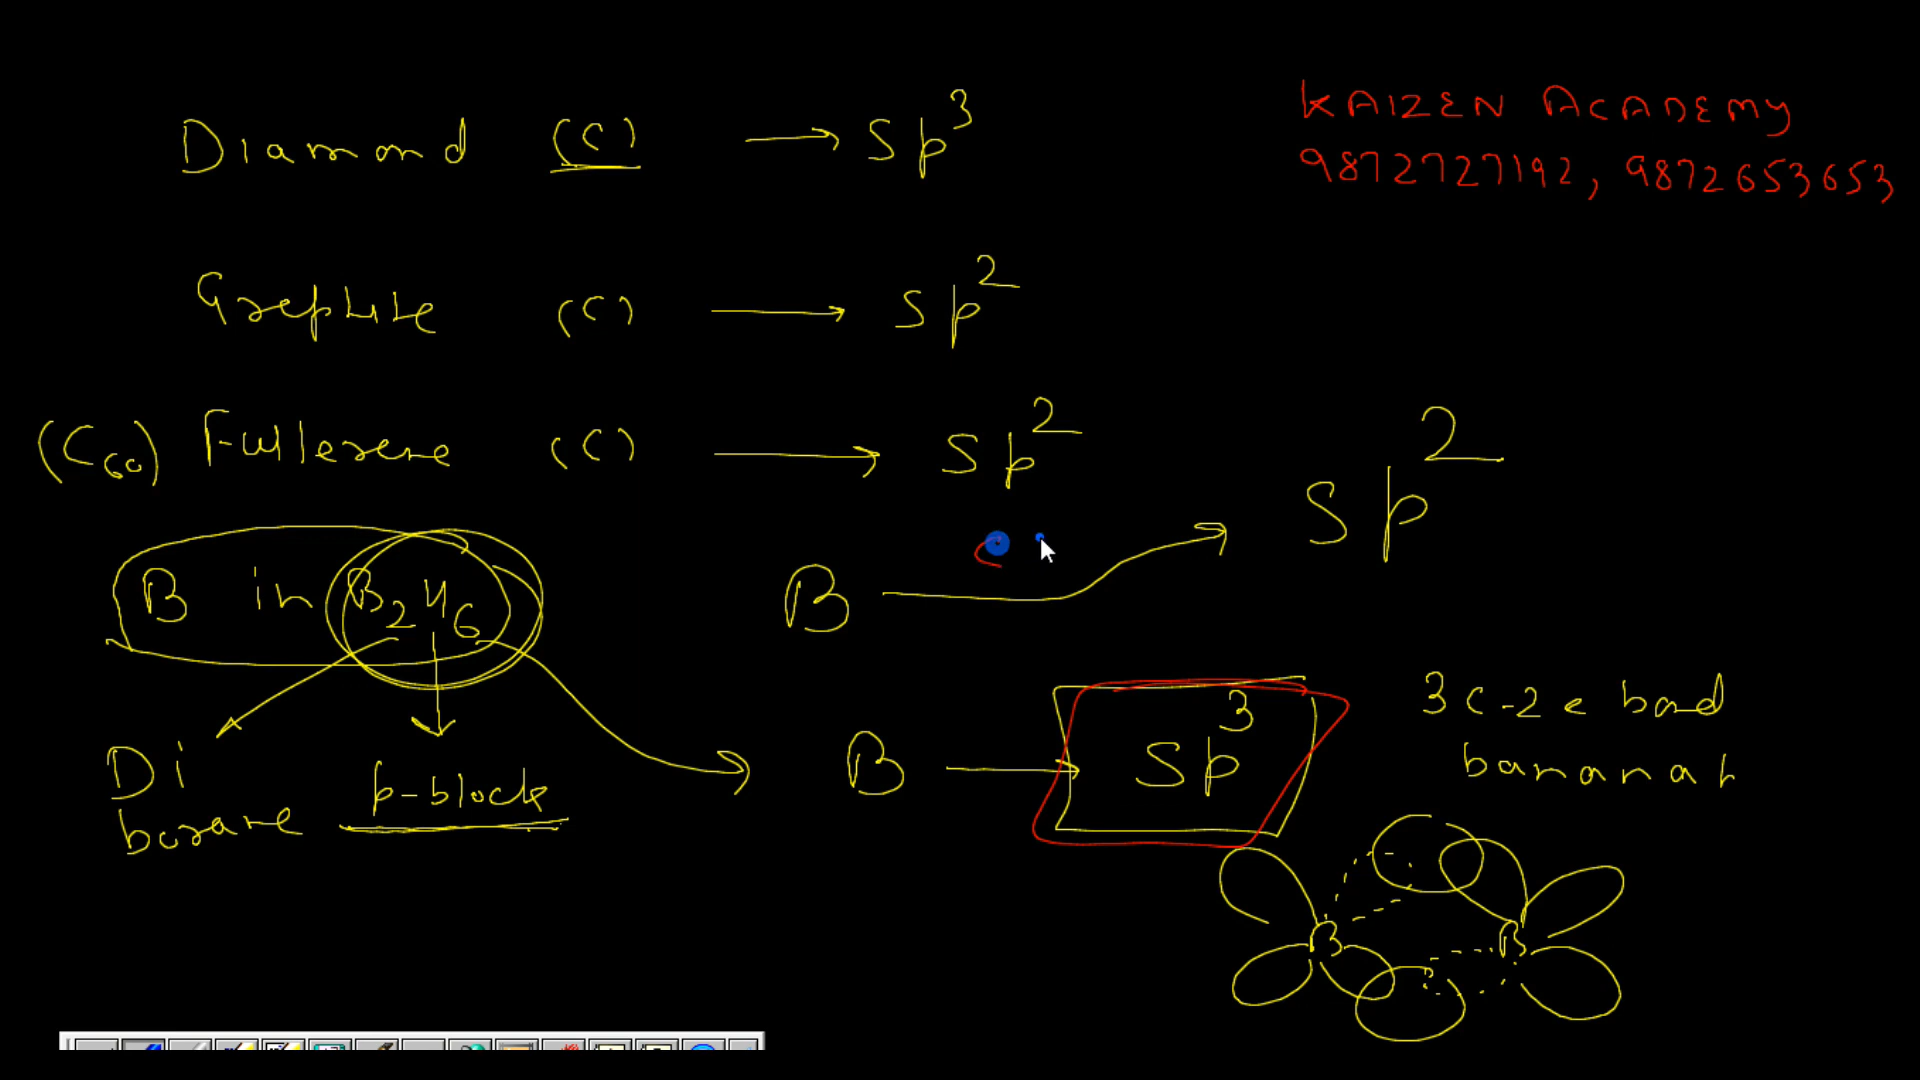 Diamond (C) → sp³
KAIZEN ACADEMY
9872727192, 9872653653
Graphite (C) → sp²
(C₆₀) Fullerene (C) → sp²
B in B₂H₆
B → sp²
Di borane
p-block
B → sp³
3c-2e bond
banana
B B